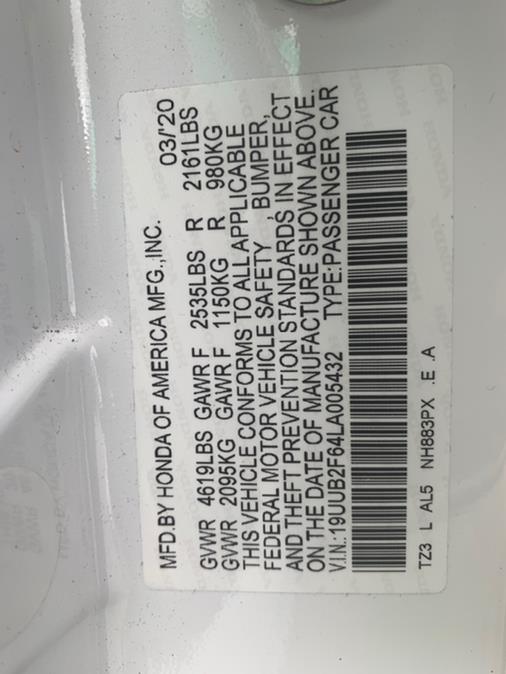 MFD.BY HONDA OF AMERICA MFG.,INC. 03/'20
GVWR 4619LBS GAWR F 2535LBS R 2161LBS
GVWR 2095KG GAWR F 1150KG R 980KG
THIS VEHICLE CONFORMS TO ALL APPLICABLE
FEDERAL MOTOR VEHICLE SAFETY , BUMPER,
AND THEFT PREVENTION STANDARDS IN EFFECT
ON THE DATE OF MANUFACTURE SHOWN ABOVE.
V.I.N.:19UUB2F64LA005432 TYPE:PASSENGER CAR
TZ3 L AL5 NH883PX .E .A